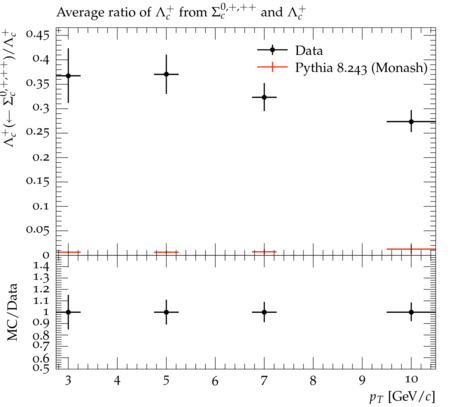 Average ratio of Λc+ from Σc0,+,++ and Λc+
Λc+(← Σc0,+,++)/Λc+
0.45
0.4
0.35
0.3
0.25
0.2
0.15
0.1
0.05
0
Data
Pythia 8.243 (Monash)
MC/Data
1.4
1.3
1.2
1.1
1
0.9
0.8
0.7
0.6
0.5
3 4 5 6 7 8 9 10
pT [GeV/c]